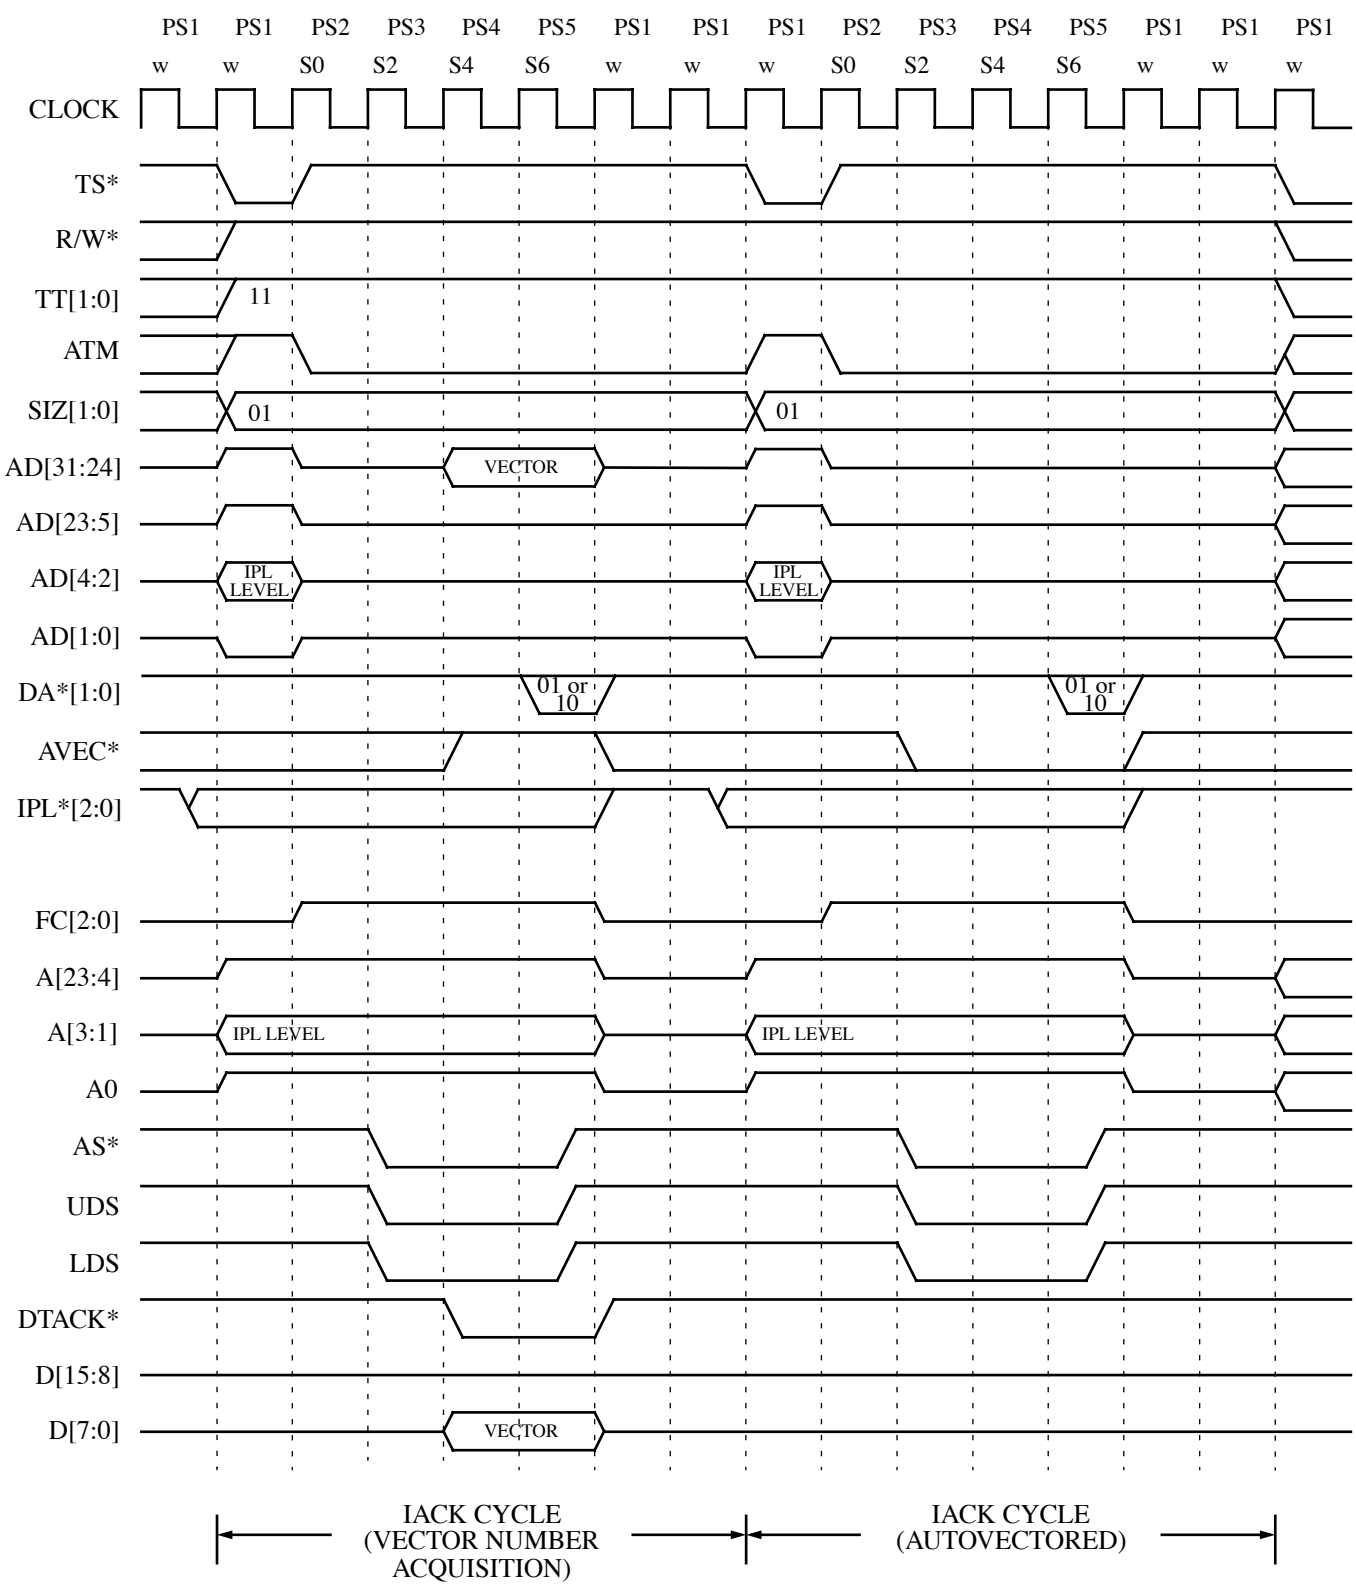 PS1 PS1 PS2 PS3 PS4 PS5 PS1 PS1 PS1 PS2 PS3 PS4 PS5 PS1 PS1 PS1
w w S0 S2 S4 S6 w w w S0 S2 S4 S6 w w w
CLOCK
TS*
R/W*
TT[1:0] 11
ATM
SIZ[1:0] 01 01
AD[31:24] VECTOR
AD[23:5]
AD[4:2] IPL LEVEL IPL LEVEL
AD[1:0]
DA*[1:0] 01 or 10 01 or 10
AVEC*
IPL*[2:0]
FC[2:0]
A[23:4]
A[3:1] IPL LEVEL IPL LEVEL
A0
AS*
UDS
LDS
DTACK*
D[15:8]
D[7:0] VECTOR
IACK CYCLE
(VECTOR NUMBER
ACQUISITION)
IACK CYCLE
(AUTOVECTORED)